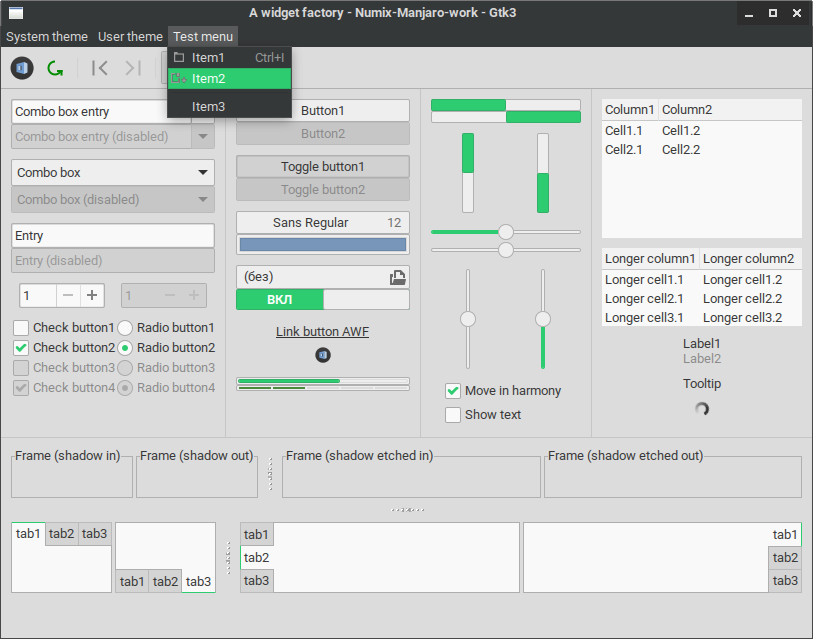 A widget factory - Numix-Manjaro-work - Gtk3
System theme User theme Test menu
Item1 Ctrl+I
Item2
Item3
Combo box entry
Combo box entry (disabled)
Combo box
Combo box (disabled)
Entry
Entry (disabled)
1 1
Check button1 Radio button1
Check button2 Radio button2
Check button3 Radio button3
Check button4 Radio button4
Button1
Button2
Toggle button1
Toggle button2
Sans Regular 12
(без)
ВКЛ
Link button AWF
Move in harmony
Show text
Column1 Column2
Cell1.1 Cell1.2
Cell2.1 Cell2.2
Longer column1 Longer column2
Longer cell1.1 Longer cell1.2
Longer cell2.1 Longer cell2.2
Longer cell3.1 Longer cell3.2
Label1
Label2
Tooltip
Frame (shadow in) Frame (shadow out) Frame (shadow etched in) Frame (shadow etched out)
tab1 tab2 tab3
tab1 tab2 tab3
tab1
tab2
tab3
tab1
tab2
tab3